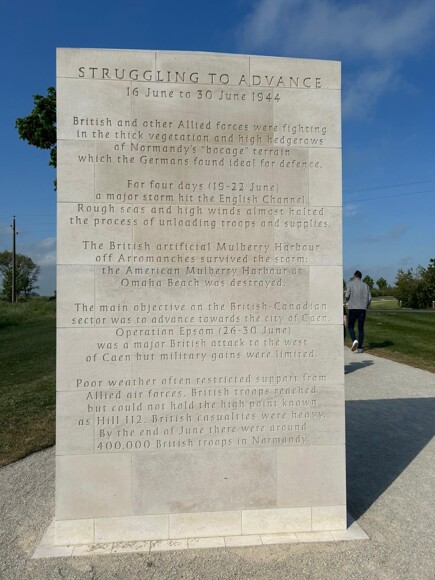 STRUGGLING TO ADVANCE
16 June to 30 June 1944
British and other Allied forces were fighting
in the thick vegetation and high hedgerows
of Normandy's "bocage" terrain
which the Germans found ideal for defence.
For four days (19-22 June)
a major storm hit the English Channel.
Rough seas and high winds almost halted
the process of unloading troops and supplies.
The British artificial Mulberry Harbour
off Arromanches survived the storm:
the American Mulberry Harbour at
Omaha Beach was destroyed.
The main objective on the British-Canadian
sector was to advance towards the city of Caen.
Operation Epsom (26-30 June)
was a major British attack to the west
of Caen but military gains were limited.
Poor weather often restricted support from
Allied air forces. British troops reached
but could not hold the high point known
as Hill 112. British casualties were heavy.
By the end of June there were around
400,000 British troops in Normandy.